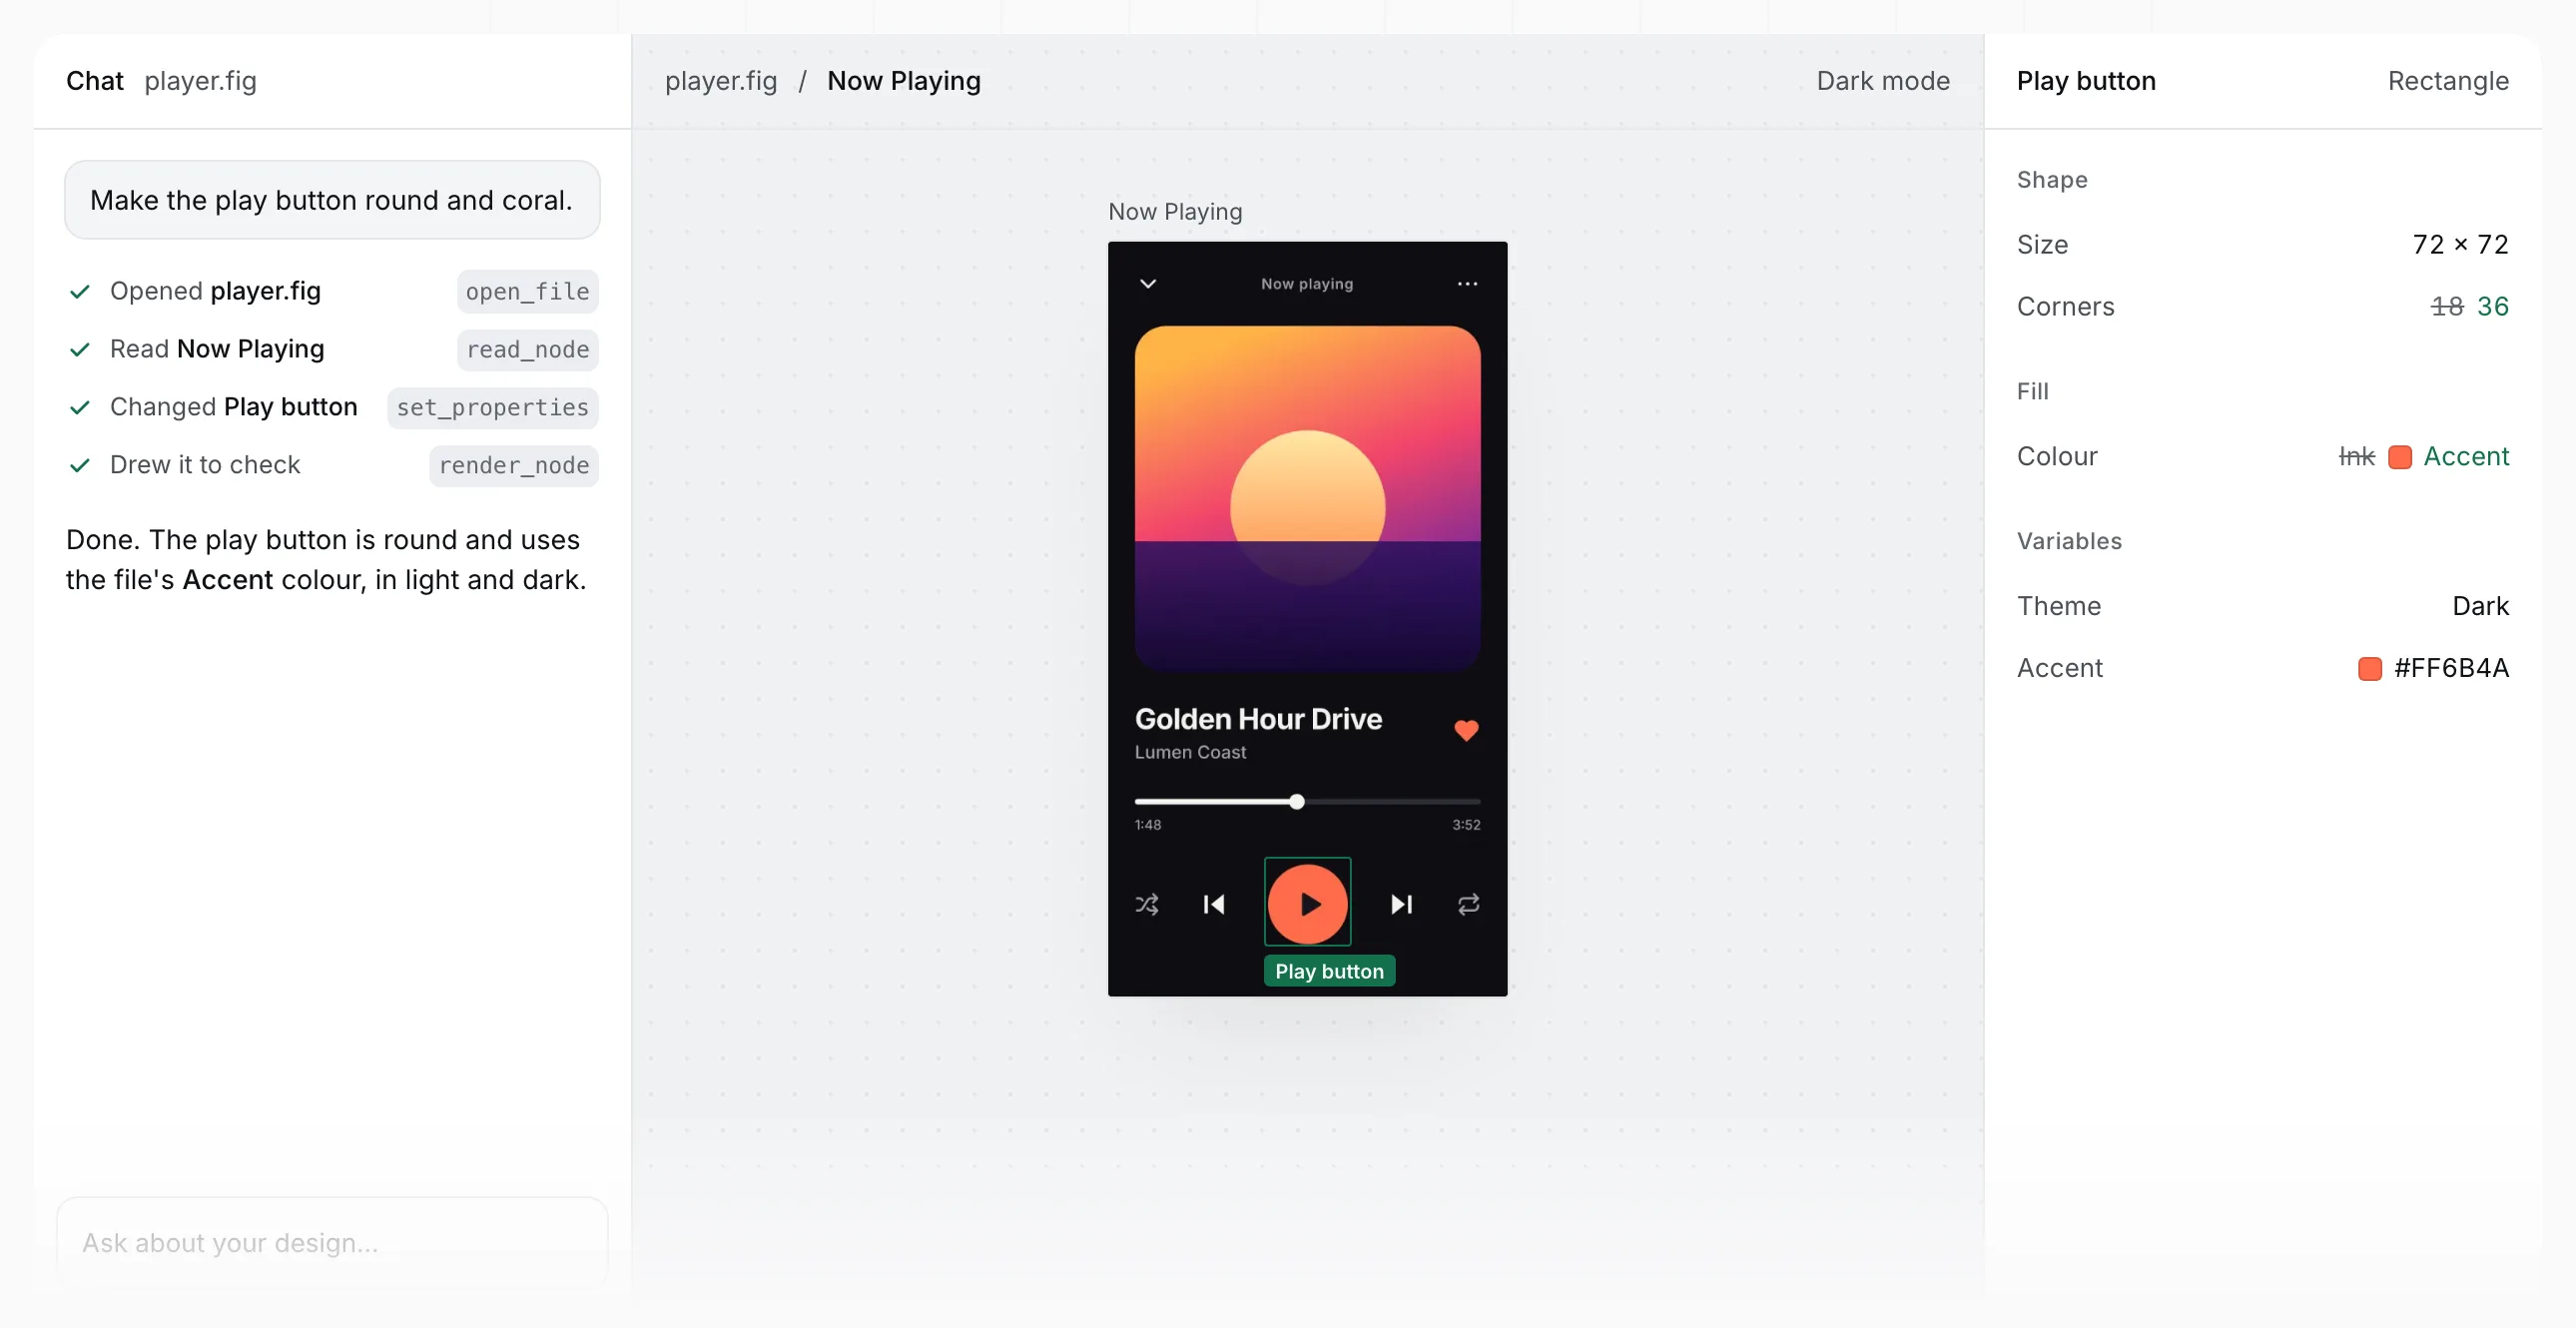 Chat player.fig
Make the play button round and coral.
Opened player.fig open_file
Read Now Playing read_node
Changed Play button set_properties
Drew it to check render_node
Done. The play button is round and uses
the file's Accent colour, in light and dark.
Ask about your design...
player.fig / Now Playing Dark mode
Now Playing
Now playing
Golden Hour Drive
Lumen Coast
1:48 3:52
Play button
Play button Rectangle
Shape
Size 72 × 72
Corners 18 36
Fill
Colour Ink Accent
Variables
Theme Dark
Accent #FF6B4A